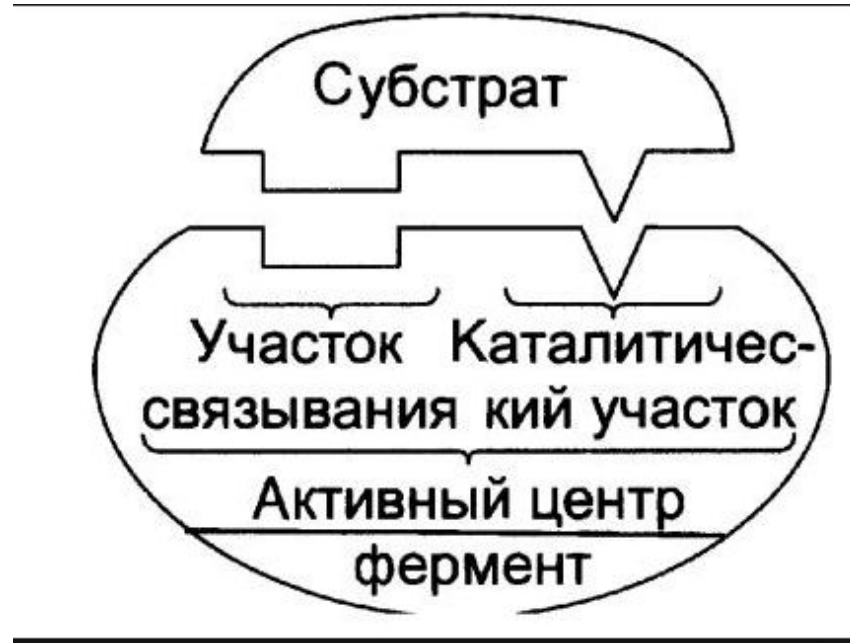 Субстрат
Участок Каталитичес-
связывания кий участок
Активный центр
фермент